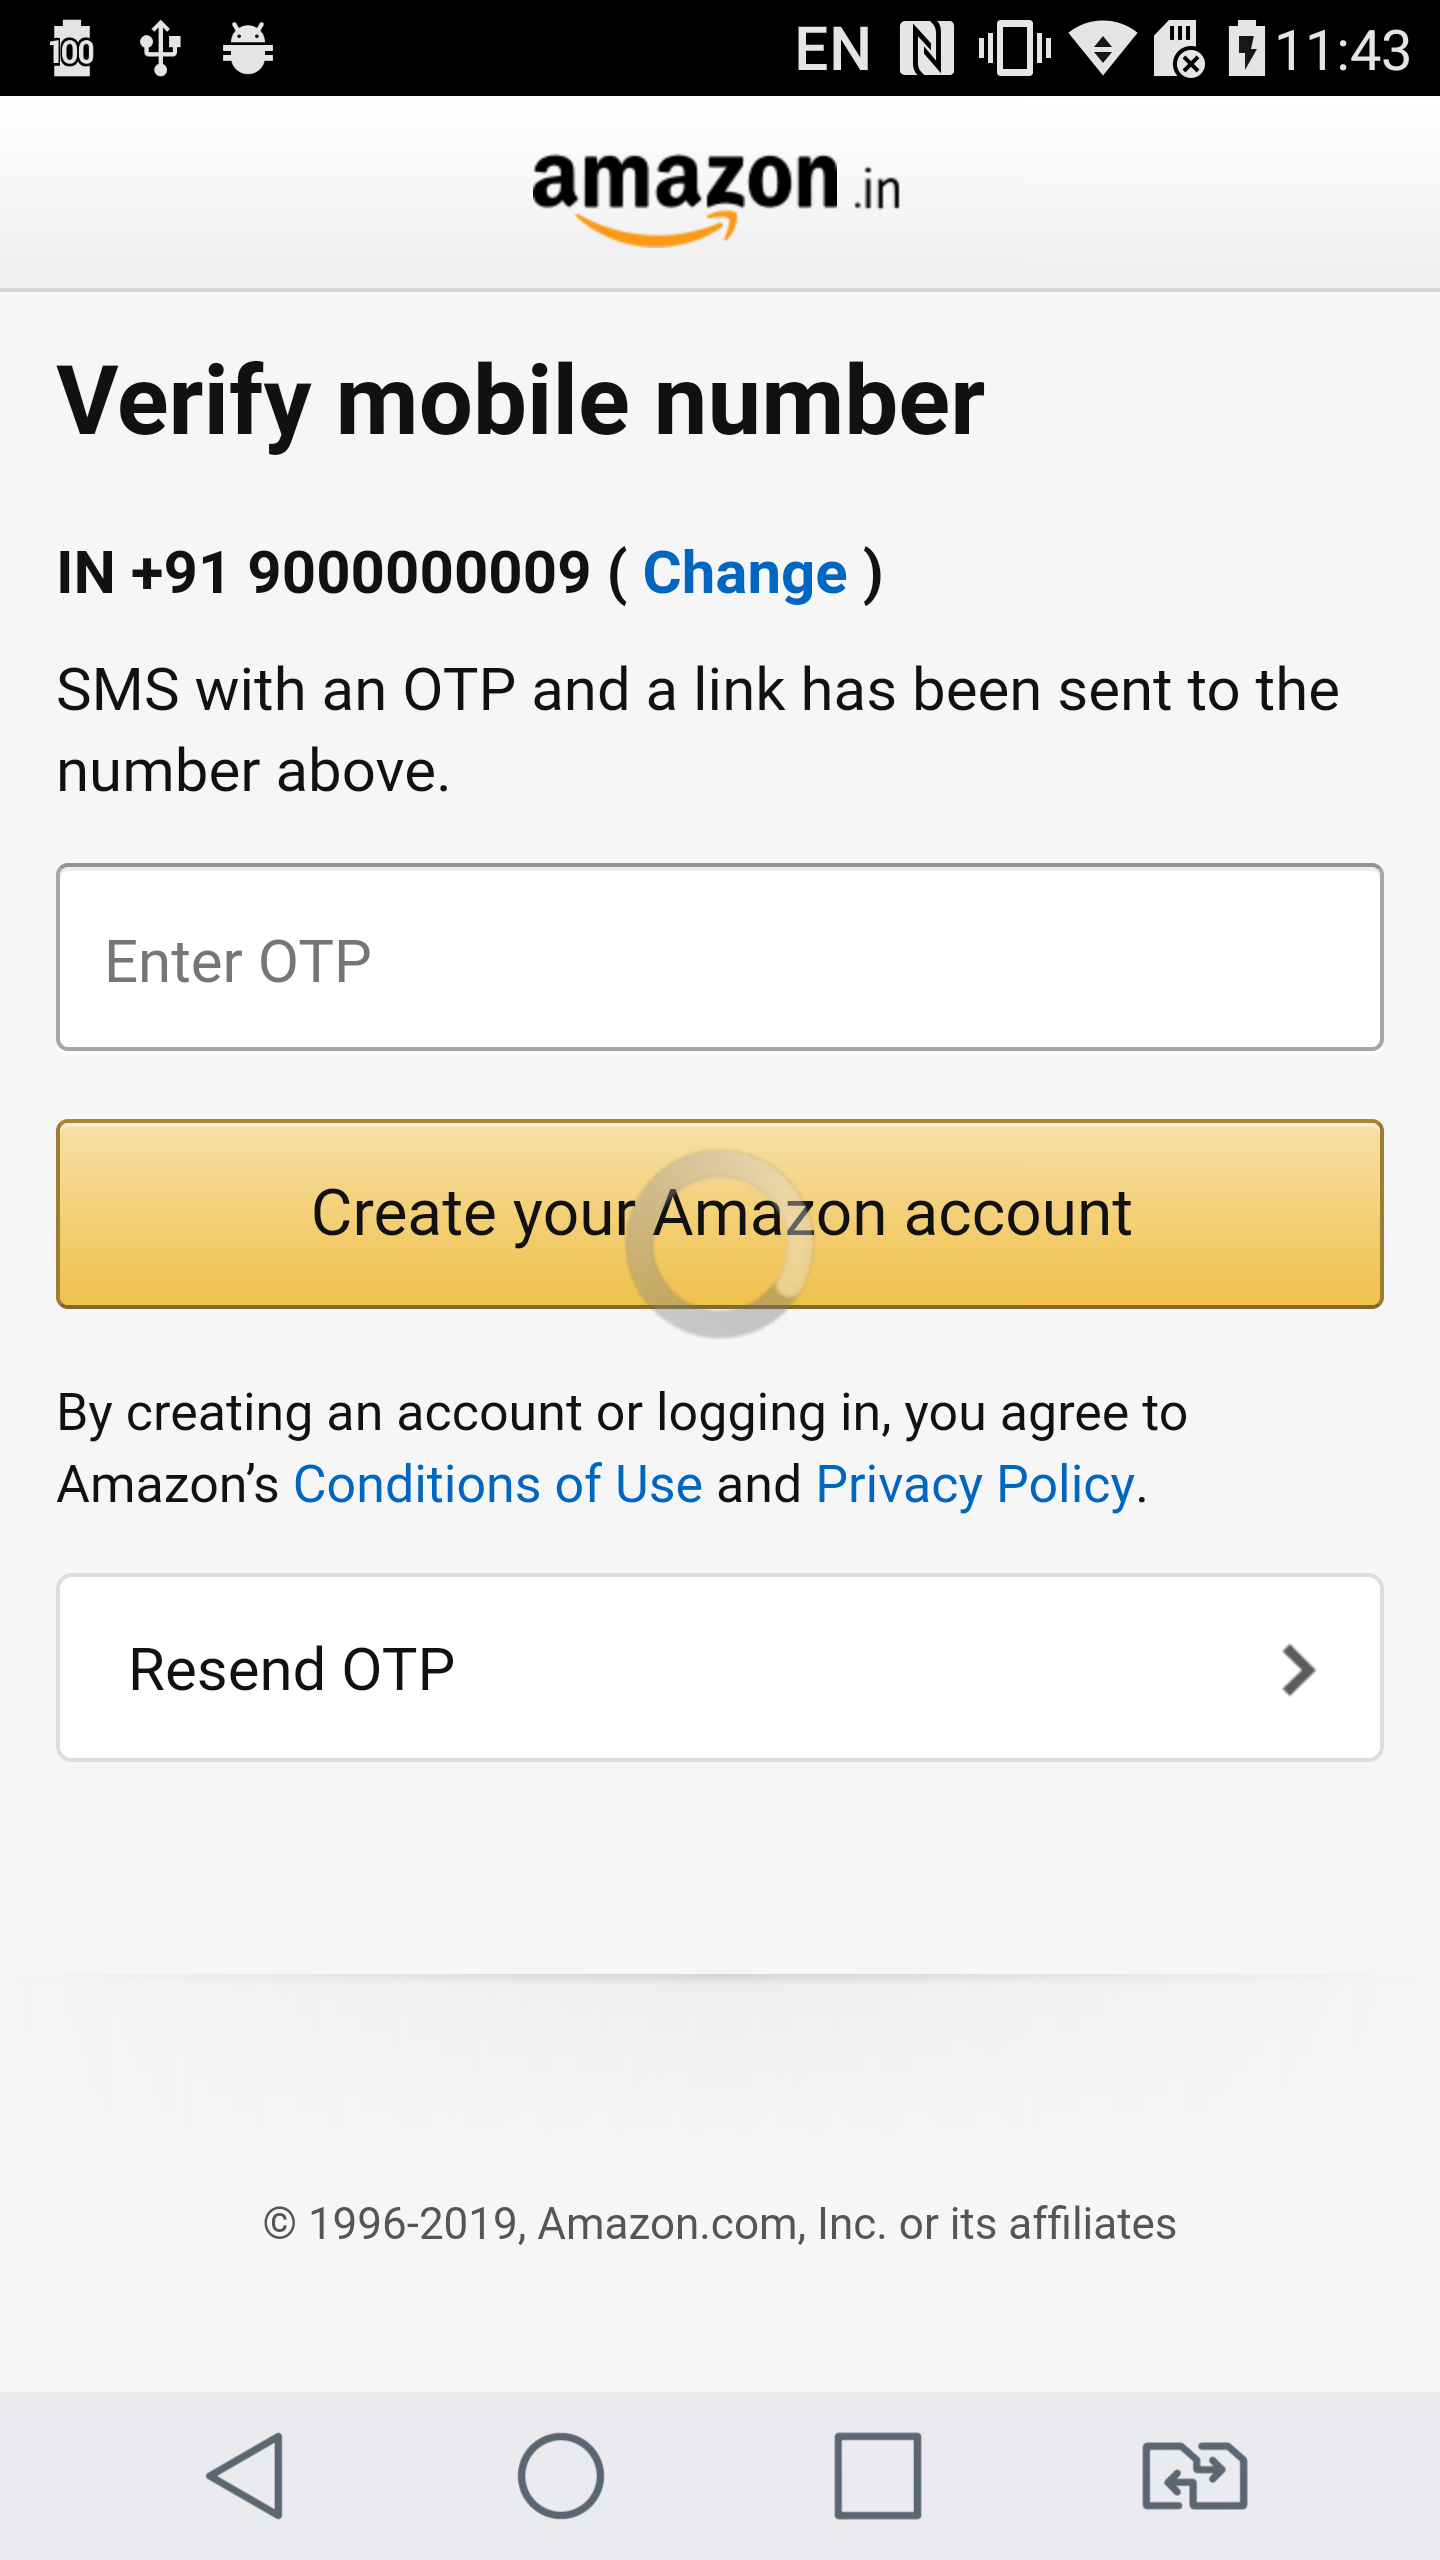 100 EN 11:43
amazon.in
Verify mobile number
IN +91 9000000009 ( Change )
SMS with an OTP and a link has been sent to the
number above.
Enter OTP
Create your Amazon account
By creating an account or logging in, you agree to
Amazon’s Conditions of Use and Privacy Policy.
Resend OTP
© 1996-2019, Amazon.com, Inc. or its affiliates